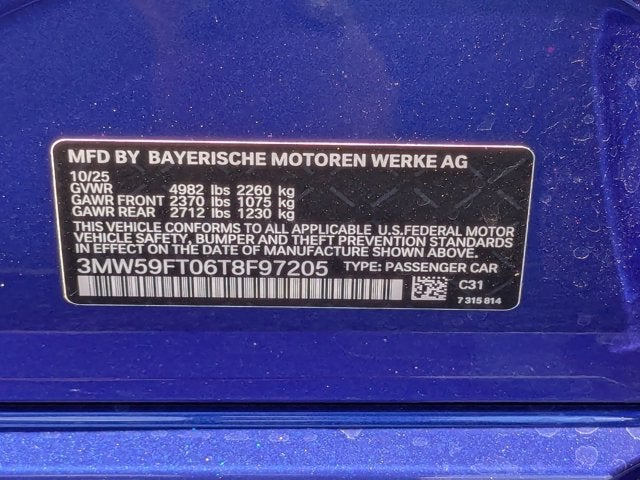 MFD BY BAYERISCHE MOTOREN WERKE AG
10/25
GVWR 4982 lbs 2260 kg
GAWR FRONT 2370 lbs 1075 kg
GAWR REAR 2712 lbs 1230 kg
THIS VEHICLE CONFORMS TO ALL APPLICABLE U.S.FEDERAL MOTOR
VEHICLE SAFETY, BUMPER, AND THEFT PREVENTION STANDARDS
IN EFFECT ON THE DATE OF MANUFACTURE SHOWN ABOVE.
3MW59FT06T8F97205 TYPE: PASSENGER CAR
C31
7 315 814